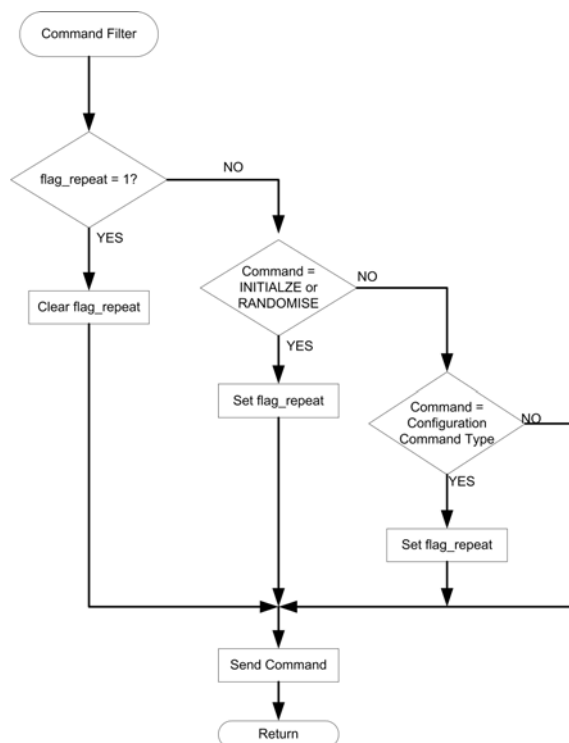 Command Filter
flag_repeat = 1?
NO
YES
Clear flag_repeat
Command =
INITIALZE or
RANDOMISE
NO
YES
Set flag_repeat
Command =
Configuration
Command Type
NO
YES
Set flag_repeat
Send Command
Return